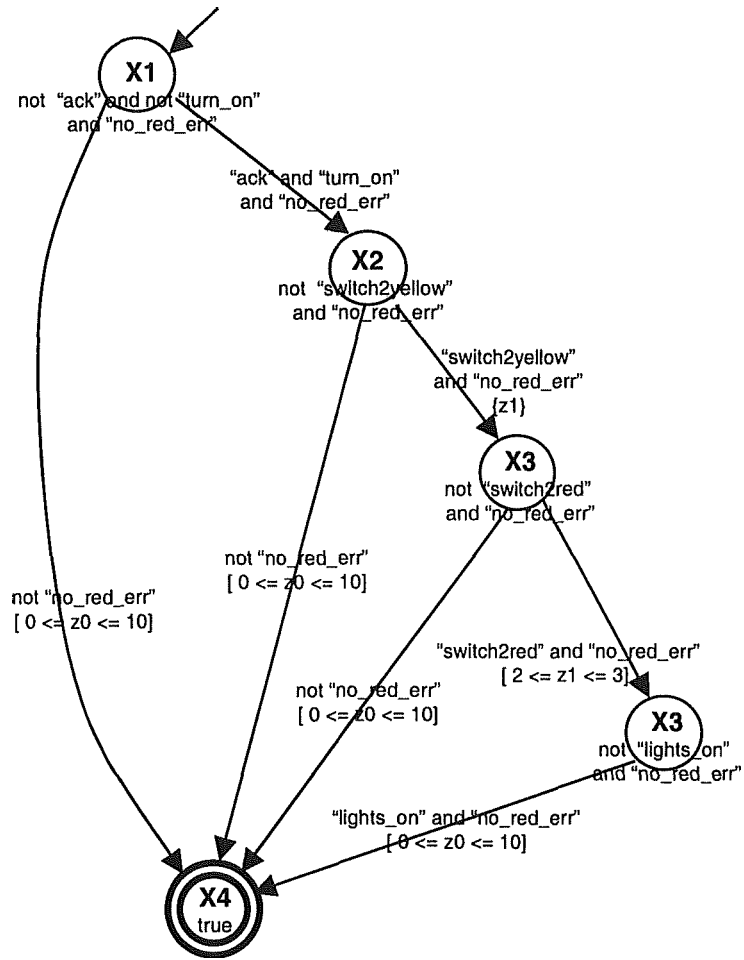 X1
not "ack" and not "turn_on"
and "no_red_err"
"ack" and "turn_on"
and "no_red_err"
X2
not "switch2yellow"
and "no_red_err"
"switch2yellow"
and "no_red_err"
{z1}
X3
not "switch2red"
and "no_red_err"
not "no_red_err"
[ 0 <= z0 <= 10]
not "no_red_err"
[ 0 <= z0 <= 10]
"switch2red" and "no_red_err"
[ 2 <= z1 <= 3]
not "no_red_err"
[ 0 <= z0 <= 10]
X3
not "lights_on"
and "no_red_err"
"lights_on" and "no_red_err"
[ 0 <= z0 <= 10]
X4
true